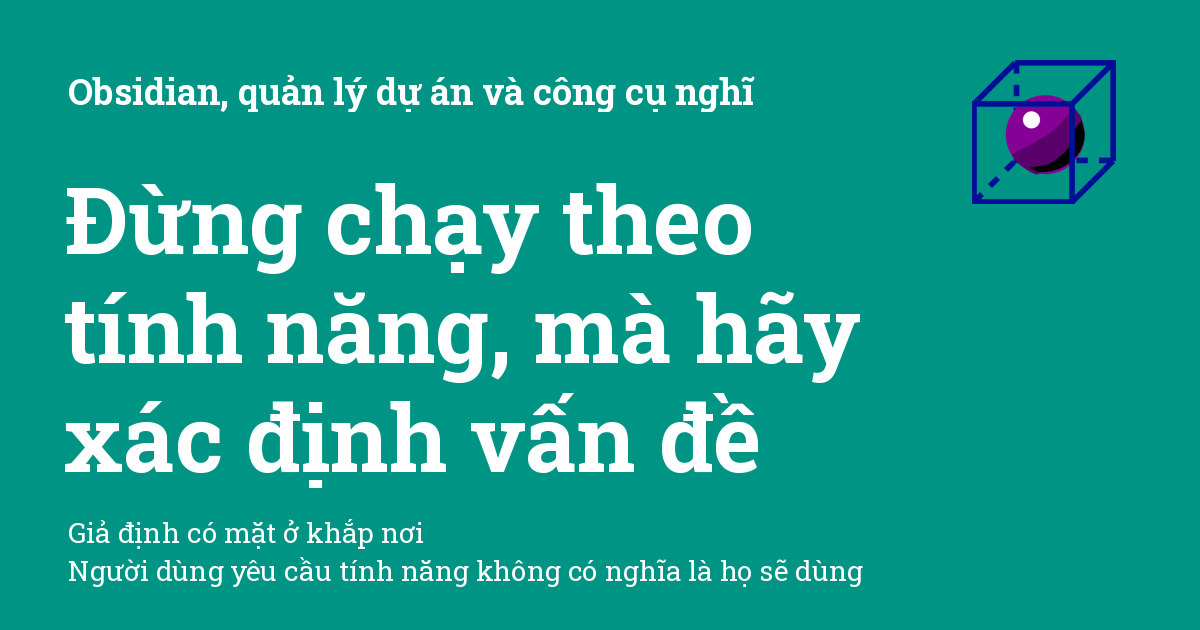 Obsidian, quản lý dự án và công cụ nghĩ
Đừng chạy theo
tính năng, mà hãy
xác định vấn đề
Giả định có mặt ở khắp nơi
Người dùng yêu cầu tính năng không có nghĩa là họ sẽ dùng